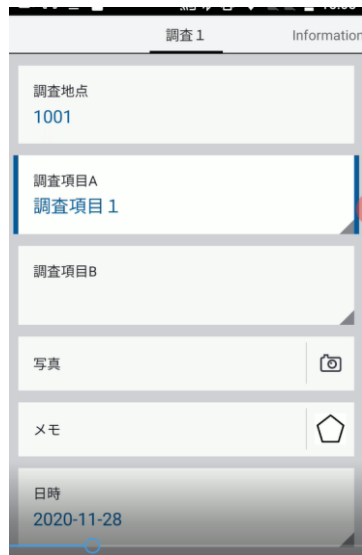 調査１
Information
調査地点
1001
調査項目A
調査項目１
調査項目B
写真
メモ
日時
2020-11-28